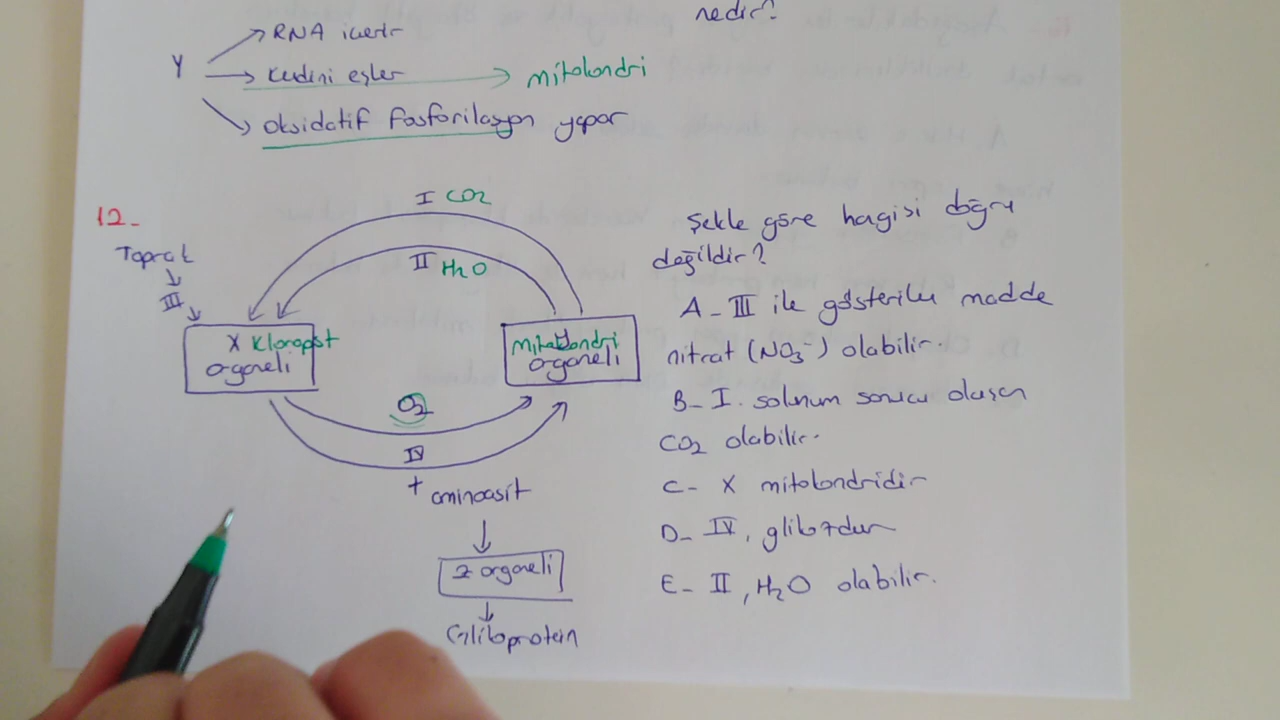 nedir?
RNA içerir
Y
Kendini eşler
mitokondri
Oksidatif fosforilasyon yapar
12-
I CO2
II H2O
Toprak
III
X Kloroplast
organeli
Y
Mitokondri
organeli
O2
IV
+ aminoasit
Z organeli
Glikoprotein
Şekle göre hangisi doğru
değildir?
A - III ile gösterilen madde
nitrat (NO3-) olabilir.
B - I. solunum sonucu oluşan
CO2 olabilir.
C - X mitokondridir
D - IV, glikozdur
E - II, H2O olabilir.